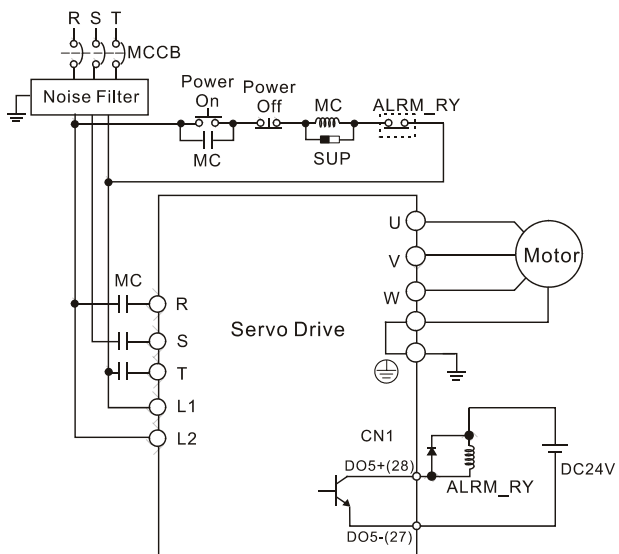 R S T
MCCB
Noise Filter
Power On
Power Off
MC
ALRM_RY
MC
SUP
U
V
W
Motor
MC
R
S
T
L1
L2
Servo Drive
CN1
DO5+(28)
ALRM_RY
DC24V
DO5-(27)